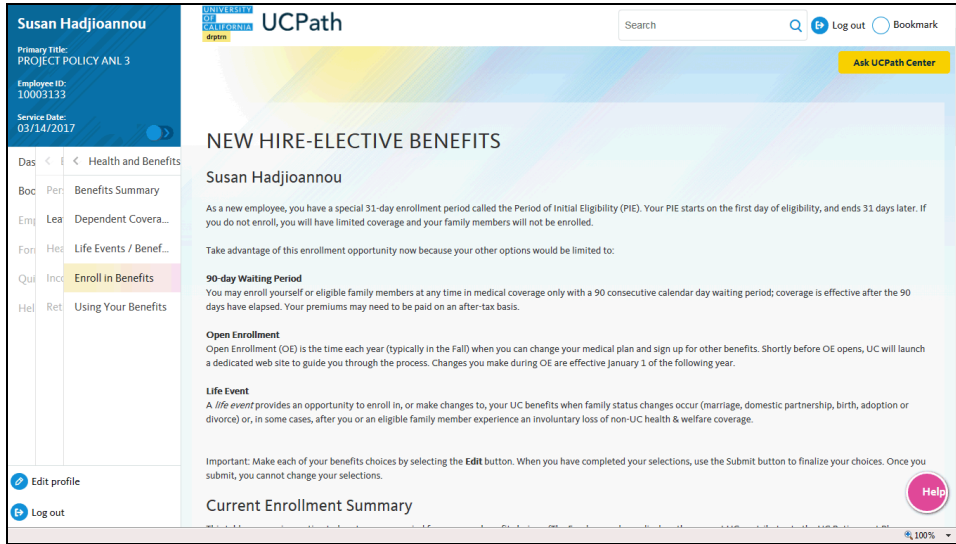 Susan Hadjioannou
Primary Title:
PROJECT POLICY ANL 3
Employee ID:
10003133
Service Date:
03/14/2017
UNIVERSITY
OF
CALIFORNIA
drptrn
UCPath
Search
Log out
Bookmark
Ask UCPath Center
Das
Health and Benefits
Boo
Per
Benefits Summary
Emp
Lea
Dependent Covera...
For
Hea
Life Events / Benef...
Qui
Inco
Enroll in Benefits
Hel
Ret
Using Your Benefits
Edit profile
Log out
NEW HIRE-ELECTIVE BENEFITS
Susan Hadjioannou
As a new employee, you have a special 31-day enrollment period called the Period of Initial Eligibility (PIE). Your PIE starts on the first day of eligibility, and ends 31 days later. If
you do not enroll, you will have limited coverage and your family members will not be enrolled.
Take advantage of this enrollment opportunity now because your other options would be limited to:
90-day Waiting Period
You may enroll yourself or eligible family members at any time in medical coverage only with a 90 consecutive calendar day waiting period; coverage is effective after the 90
days have elapsed. Your premiums may need to be paid on an after-tax basis.
Open Enrollment
Open Enrollment (OE) is the time each year (typically in the Fall) when you can change your medical plan and sign up for other benefits. Shortly before OE opens, UC will launch
a dedicated web site to guide you through the process. Changes you make during OE are effective January 1 of the following year.
Life Event
A life event provides an opportunity to enroll in, or make changes to, your UC benefits when family status changes occur (marriage, domestic partnership, birth, adoption or
divorce) or, in some cases, after you or an eligible family member experience an involuntary loss of non-UC health & welfare coverage.
Important: Make each of your benefits choices by selecting the Edit button. When you have completed your selections, use the Submit button to finalize your choices. Once you
submit, you cannot change your selections.
Current Enrollment Summary
Help
100%